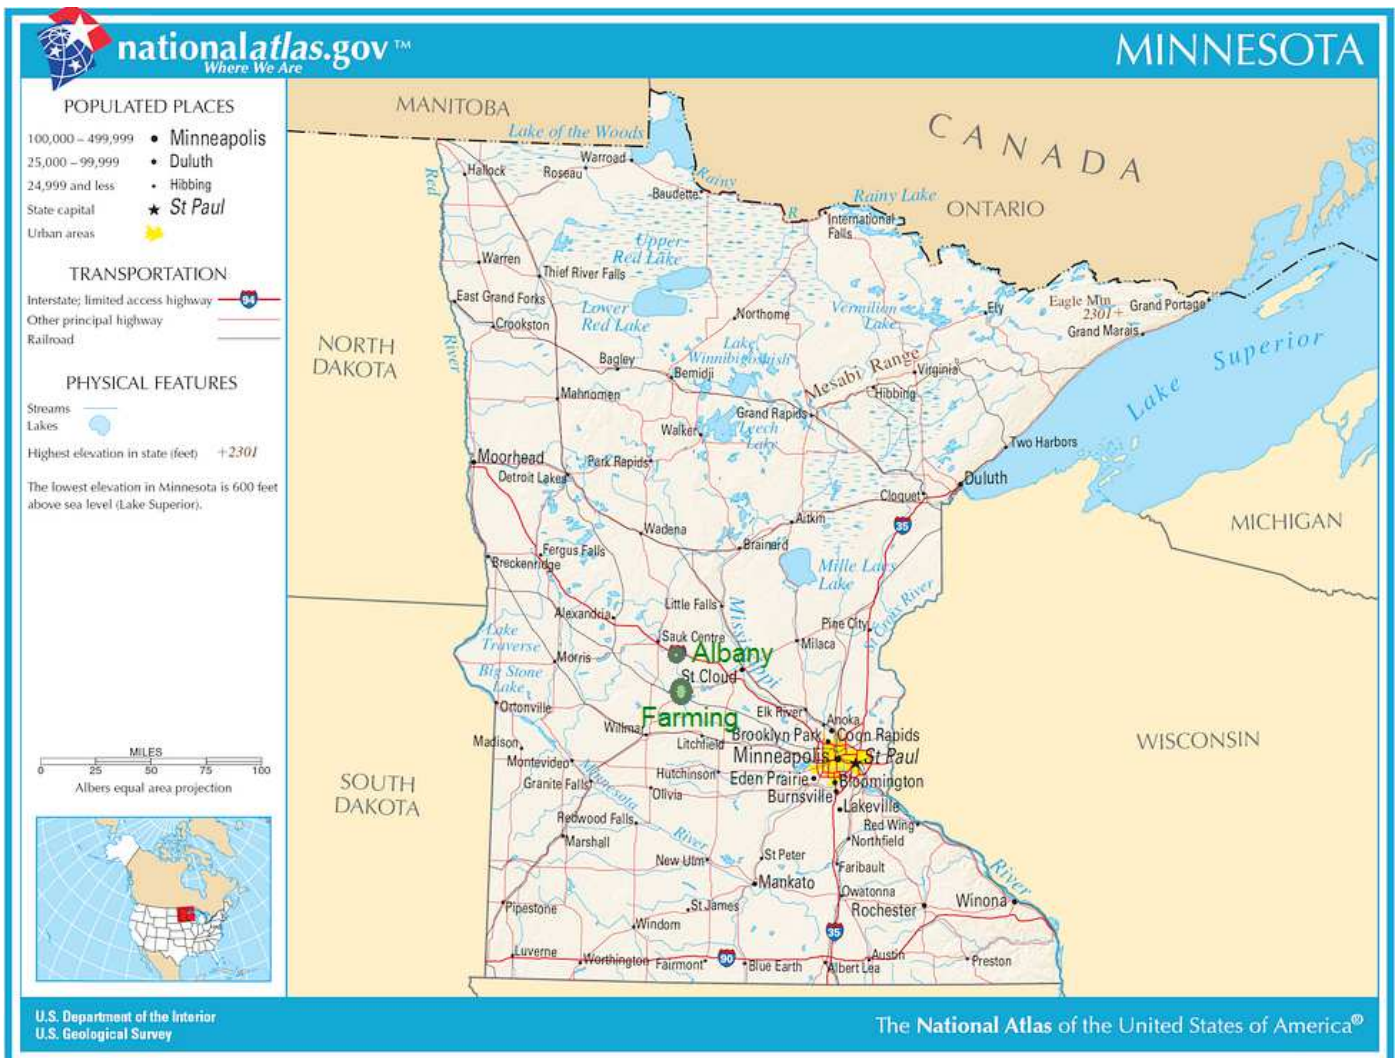 nationalatlas.gov ™
Where We Are
MINNESOTA
POPULATED PLACES
100,000 – 499,999 Minneapolis
25,000 – 99,999 Duluth
24,999 and less Hibbing
State capital St Paul
Urban areas
TRANSPORTATION
Interstate; limited access highway 94
Other principal highway
Railroad
PHYSICAL FEATURES
Streams
Lakes
Highest elevation in state (feet) +2301
The lowest elevation in Minnesota is 600 feet
above sea level (Lake Superior).
MILES
0 25 50 75 100
Albers equal area projection
MANITOBA
CANADA
ONTARIO
Lake of the Woods
Warroad
Roseau
Hallock
Red
Baudette
Rainy
R
Rainy Lake
International
Falls
Upper
Red Lake
Warren
Thief River Falls
East Grand Forks
Lower
Red Lake
Crookston
River
Northome
Vermilion
Lake
Ely
Eagle Mtn
2301+
Grand Portage
Grand Marais
Lake Superior
NORTH
DAKOTA
Bagley
Lake
Winnibigoshish
Bemidji
Mesabi Range
Virginia
Hibbing
Mahnomen
Grand Rapids
Leech
Lake
Walker
Two Harbors
Moorhead
Park Rapids
Detroit Lakes
Duluth
Cloquet
35
MICHIGAN
Aitkin
Wadena
Brainard
Fergus Falls
Breckenridge
Mille Lacs
Lake
St Croix River
Little Falls
Mississippi
Alexandria
Pine City
Lake
Traverse
Sauk Centre
Milaca
Albany
Morris
Big Stone
Lake
St Cloud
Ortonville
Farming
Elk River
Anoka
Willmar
Brooklyn Park
Coon Rapids
Madison
Litchfield
Minneapolis
St Paul
WISCONSIN
Montevideo
Minnesota
Hutchinson
Eden Prairie
Bloomington
Granite Falls
Olivia
Burnsville
Lakeville
SOUTH
DAKOTA
Redwood Falls
Red Wing
River
Marshall
Northfield
New Ulm
St Peter
Faribault
Mankato
River
Owatonna
Pipestone
St James
Rochester
Winona
Windom
35
Luverne
Worthington
Fairmont
90
Blue Earth
Albert Lea
Austin
Preston
U.S. Department of the Interior
U.S. Geological Survey
The National Atlas of the United States of America®